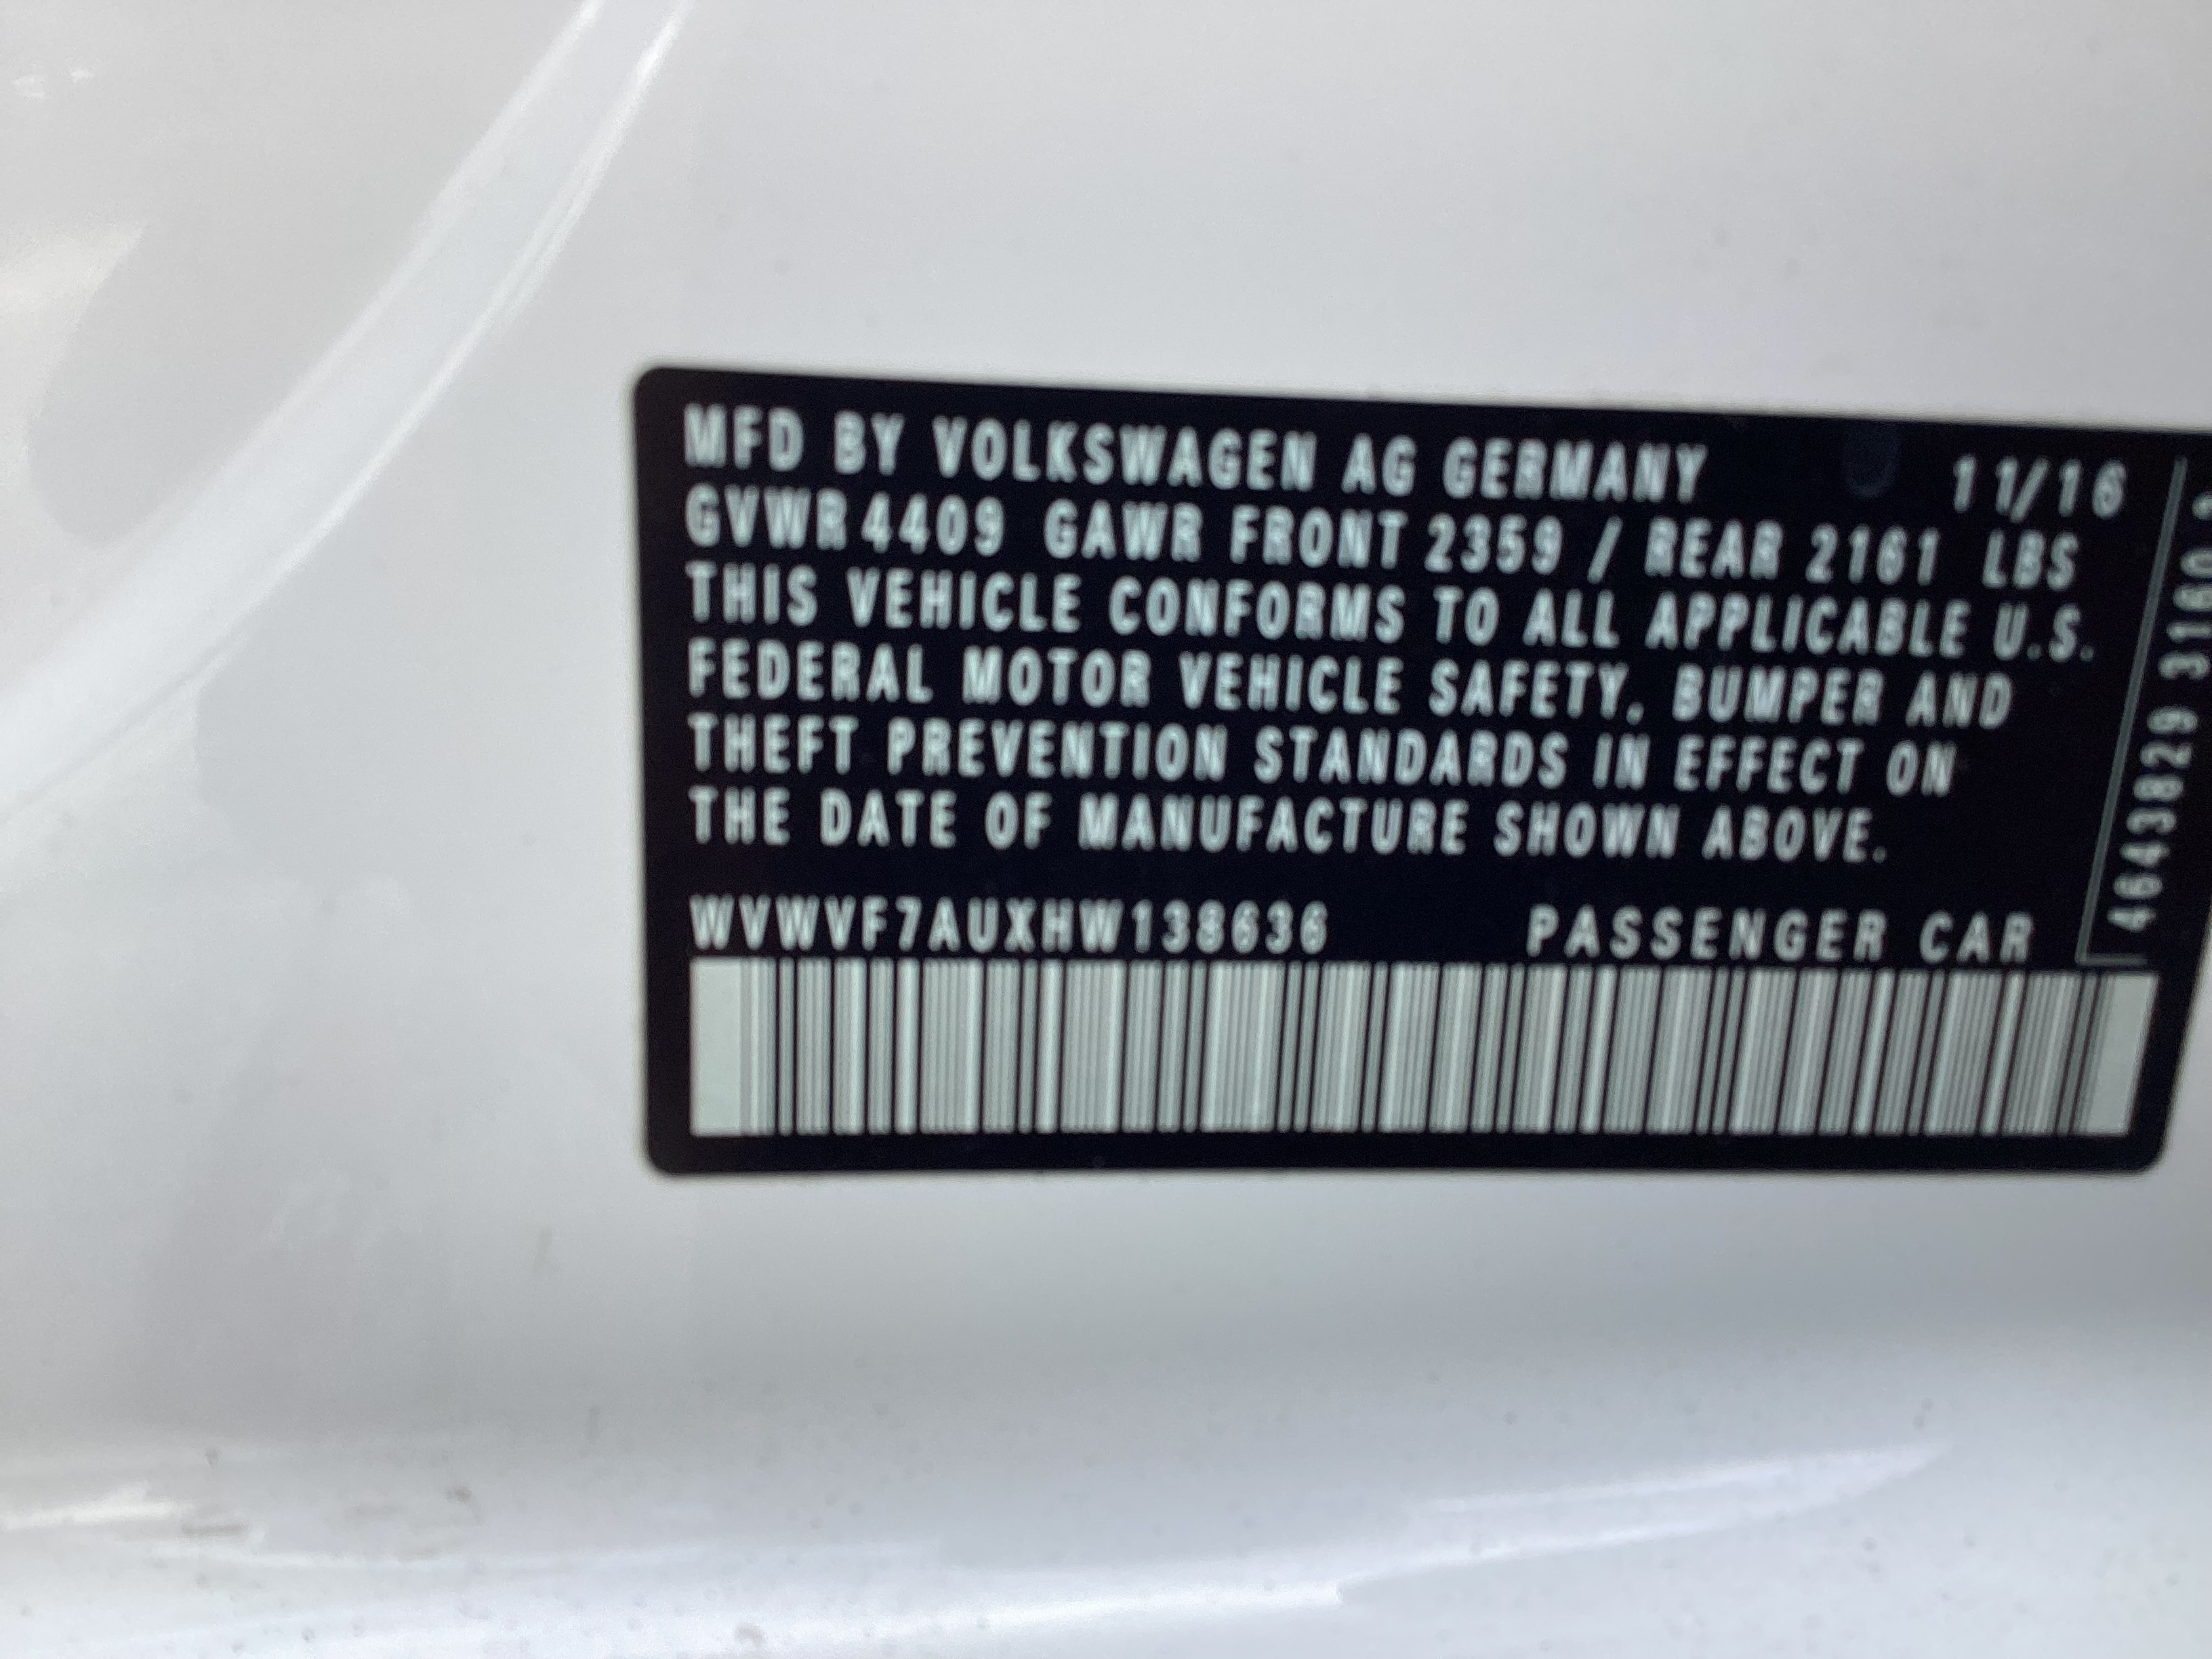 MFD BY VOLKSWAGEN AG GERMANY 11/16
GVWR 4409 GAWR FRONT 2359 / REAR 2161 LBS
THIS VEHICLE CONFORMS TO ALL APPLICABLE U.S.
FEDERAL MOTOR VEHICLE SAFETY, BUMPER AND
THEFT PREVENTION STANDARDS IN EFFECT ON
THE DATE OF MANUFACTURE SHOWN ABOVE.
WVWVF7AUXHW138636 PASSENGER CAR
4643829 3160